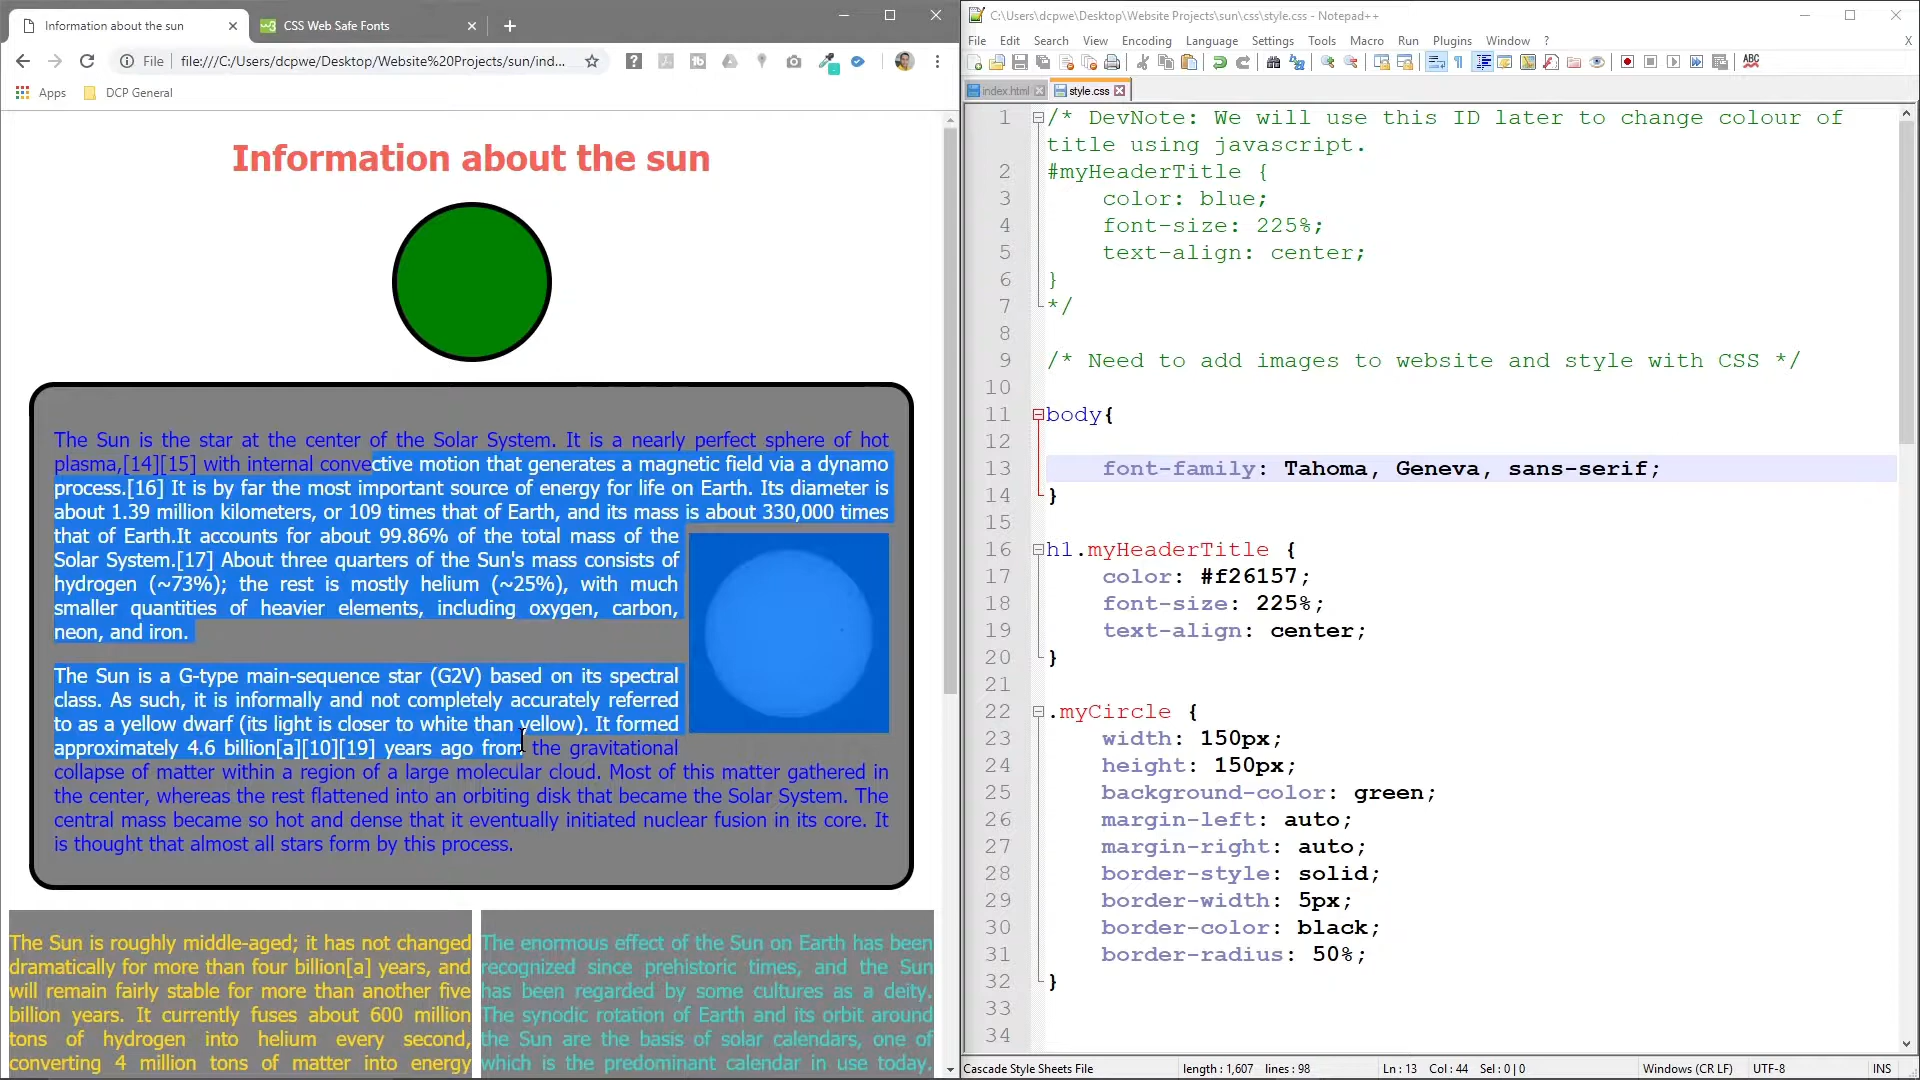 Information about the sun
CSS Web Safe Fonts
File
file:///C:/Users/dcpwe/Desktop/Website%20Projects/sun/ind...
Apps
DCP General
Information about the sun
The Sun is the star at the center of the Solar System. It is a nearly perfect sphere of hot
plasma,[14][15] with internal convective motion that generates a magnetic field via a dynamo
process.[16] It is by far the most important source of energy for life on Earth. Its diameter is
about 1.39 million kilometers, or 109 times that of Earth, and its mass is about 330,000 times
that of Earth.It accounts for about 99.86% of the total mass of the
Solar System.[17] About three quarters of the Sun's mass consists of
hydrogen (~73%); the rest is mostly helium (~25%), with much
smaller quantities of heavier elements, including oxygen, carbon,
neon, and iron.
The Sun is a G-type main-sequence star (G2V) based on its spectral
class. As such, it is informally and not completely accurately referred
to as a yellow dwarf (its light is closer to white than yellow). It formed
approximately 4.6 billion[a][10][19] years ago from the gravitational
collapse of matter within a region of a large molecular cloud. Most of this matter gathered in
the center, whereas the rest flattened into an orbiting disk that became the Solar System. The
central mass became so hot and dense that it eventually initiated nuclear fusion in its core. It
is thought that almost all stars form by this process.
The Sun is roughly middle-aged; it has not changed
dramatically for more than four billion[a] years, and
will remain fairly stable for more than another five
billion years. It currently fuses about 600 million
tons of hydrogen into helium every second,
converting 4 million tons of matter into energy
The enormous effect of the Sun on Earth has been
recognized since prehistoric times, and the Sun
has been regarded by some cultures as a deity.
The synodic rotation of Earth and its orbit around
the Sun are the basis of solar calendars, one of
which is the predominant calendar in use today.
C:\Users\dcpwe\Desktop\Website Projects\sun\css\style.css - Notepad++
File Edit Search View Encoding Language Settings Tools Macro Run Plugins Window ? X
ABC
index.html style.css
1 /* DevNote: We will use this ID later to change colour of
title using javascript.
2 #myHeaderTitle {
3 color: blue;
4 font-size: 225%;
5 text-align: center;
6 }
7 */
8
9 /* Need to add images to website and style with CSS */
10
11 body{
12
13 font-family: Tahoma, Geneva, sans-serif;
14 }
15
16 h1.myHeaderTitle {
17 color: #f26157;
18 font-size: 225%;
19 text-align: center;
20 }
21
22 .myCircle {
23 width: 150px;
24 height: 150px;
25 background-color: green;
26 margin-left: auto;
27 margin-right: auto;
28 border-style: solid;
29 border-width: 5px;
30 border-color: black;
31 border-radius: 50%;
32 }
33
34
Cascade Style Sheets File length : 1,607 lines : 98 Ln : 13 Col : 44 Sel : 0 | 0 Windows (CR LF) UTF-8 INS